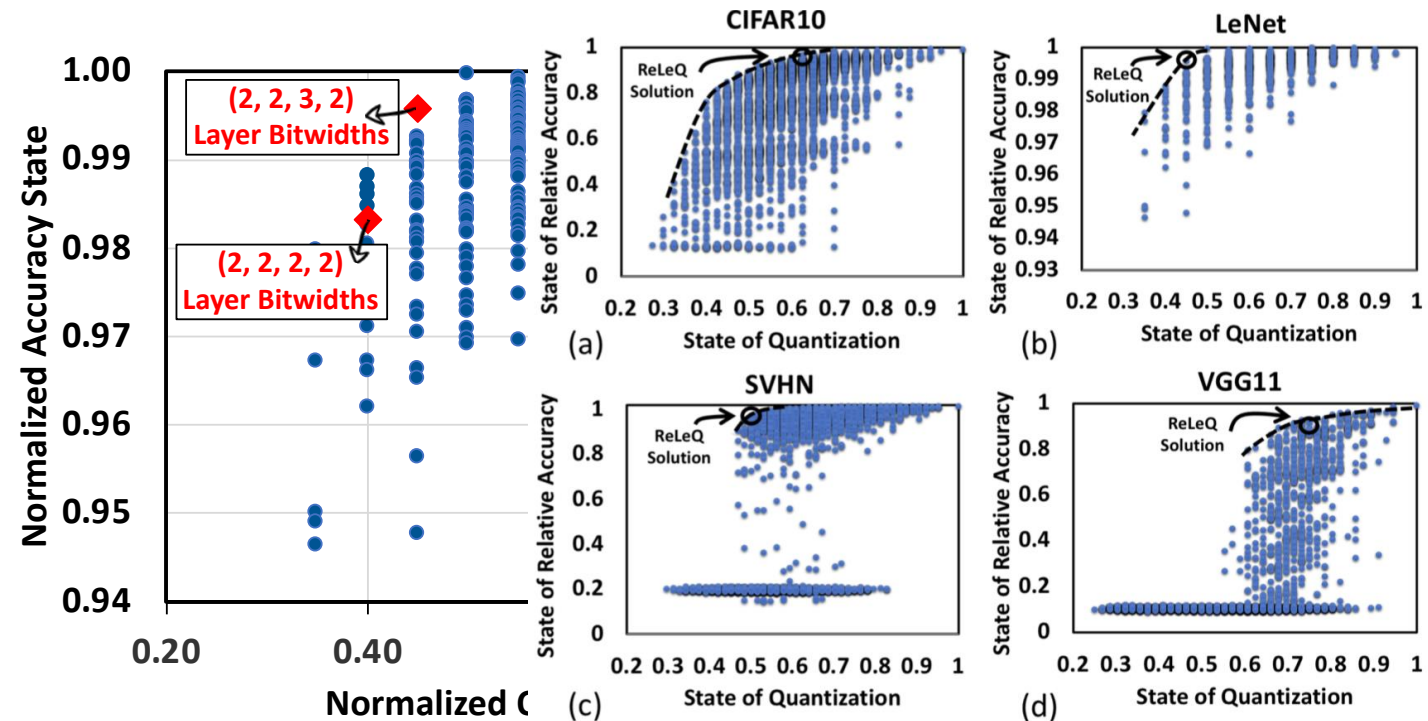 Normalized Accuracy State
1.00
0.99
0.98
0.97
0.96
0.95
0.94
(2, 2, 3, 2)
Layer Bitwidths
(2, 2, 2, 2)
Layer Bitwidths
0.20 0.40
Normalized
CIFAR10
State of Relative Accuracy
1
0.8
0.6
0.4
0.2
0
ReLeQ
Solution
0.2 0.3 0.4 0.5 0.6 0.7 0.8 0.9 1
(a) State of Quantization
LeNet
State of Relative Accuracy
1
0.99
0.98
0.97
0.96
0.95
0.94
0.93
ReLeQ
Solution
0.2 0.3 0.4 0.5 0.6 0.7 0.8 0.9 1
(b) State of Quantization
SVHN
State of Relative Accuracy
1
0.8
0.6
0.4
0.2
0
ReLeQ
Solution
0.2 0.3 0.4 0.5 0.6 0.7 0.8 0.9 1
(c) State of Quantization
VGG11
State of Relative Accuracy
1
0.8
0.6
0.4
0.2
0
ReLeQ
Solution
0.2 0.3 0.4 0.5 0.6 0.7 0.8 0.9 1
(d) State of Quantization